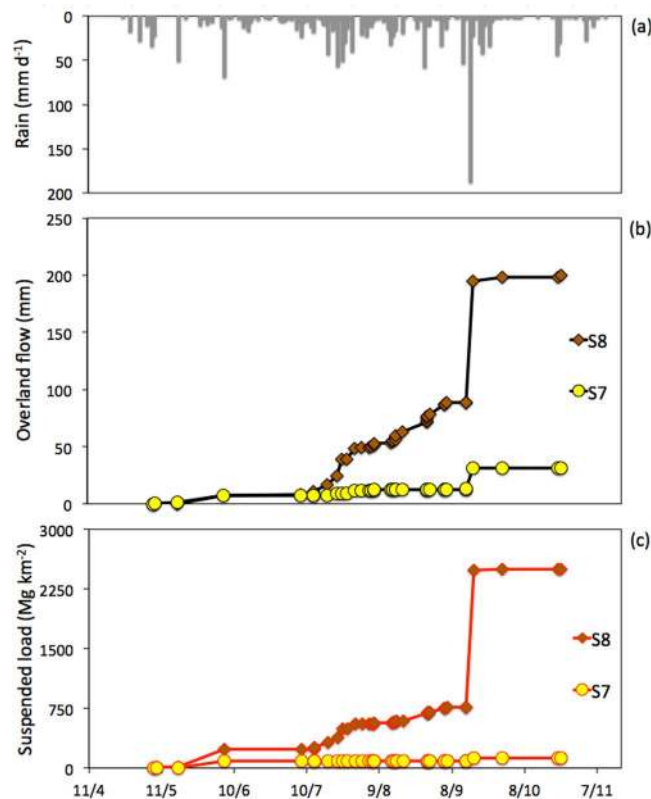 0
50
100
150
200
Rain (mm d-1)
(a)
250
200
150
100
50
0
Overland flow (mm)
(b)
S8
S7
3000
2250
1500
750
0
Suspended load (Mg km-2)
(c)
S8
S7
11/4 11/5 10/6 10/7 9/8 8/9 8/10 7/11